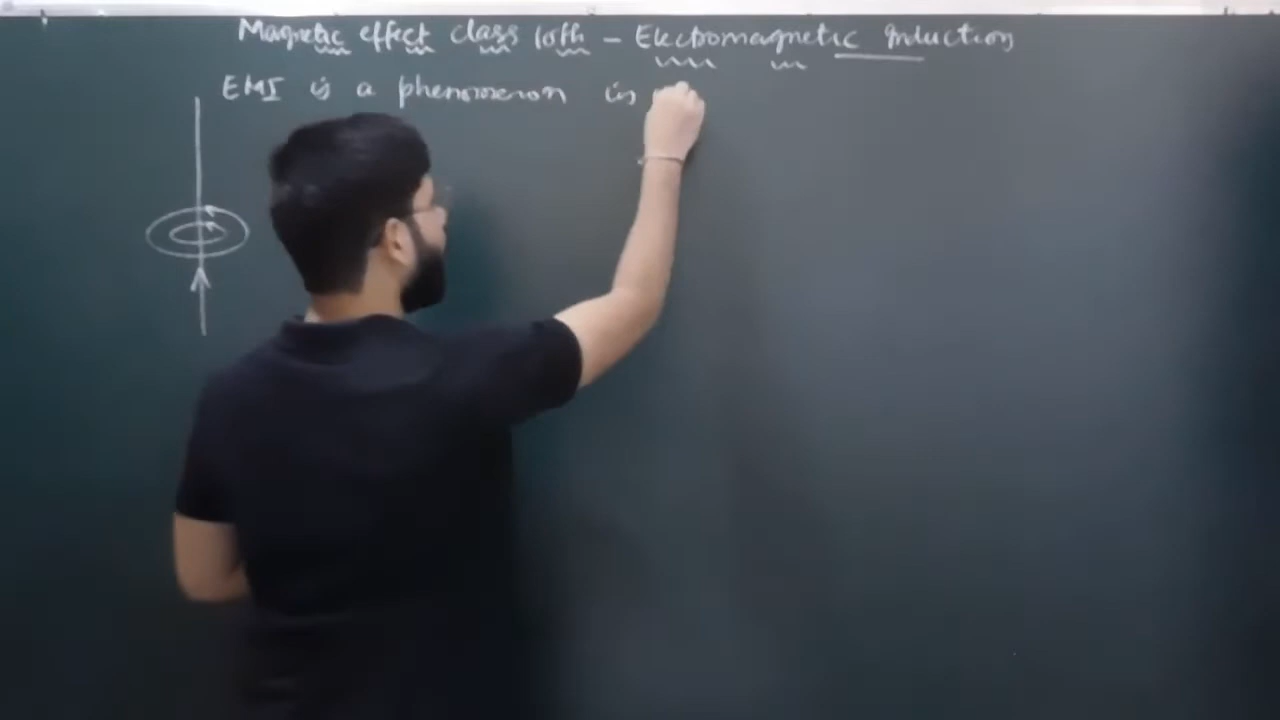 Magnetic effect class 10th - Electromagnetic Induction
EMI is a phenomenon in